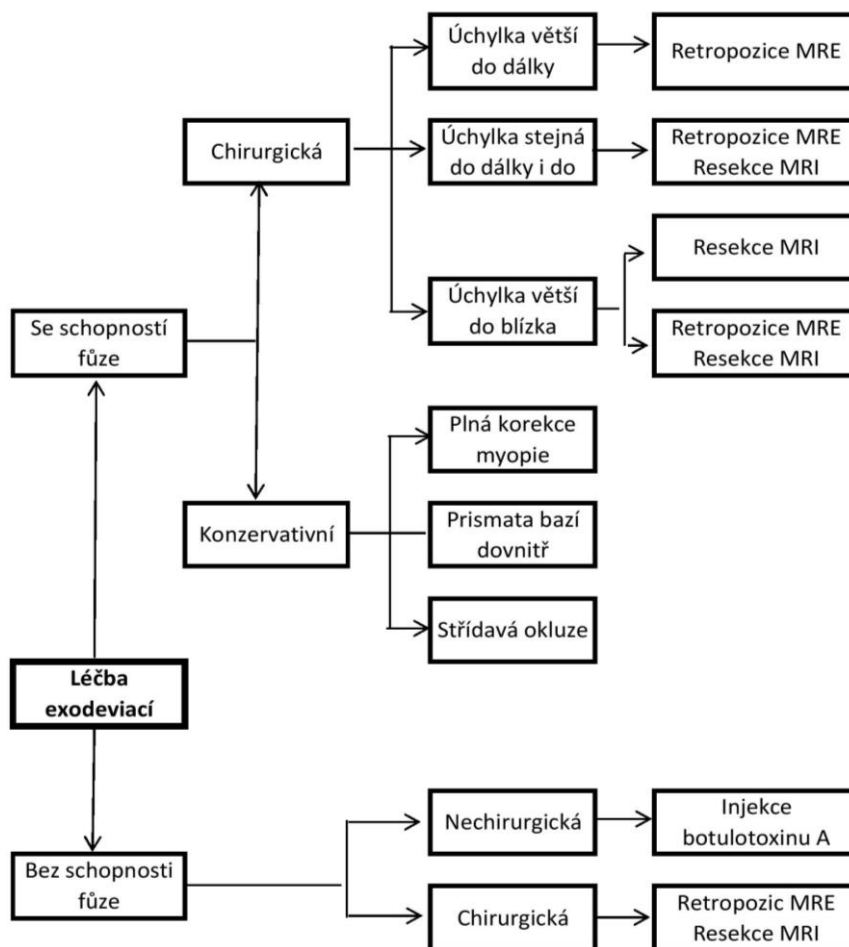 Úchylka větší
do dálky
Retropozice MRE
Chirurgická
Úchylka stejná
do dálky i do
Retropozice MRE
Resekce MRI
Resekce MRI
Úchylka větší
do blízka
Retropozice MRE
Resekce MRI
Se schopností
fůze
Plná korekce
myopie
Konzervativní
Prismata bazí
dovnitř
Střídavá okluze
Léčba
exodeviací
Nechirurgická
Injekce
botulotoxinu A
Bez schopnosti
fůze
Chirurgická
Retropozic MRE
Resekce MRI